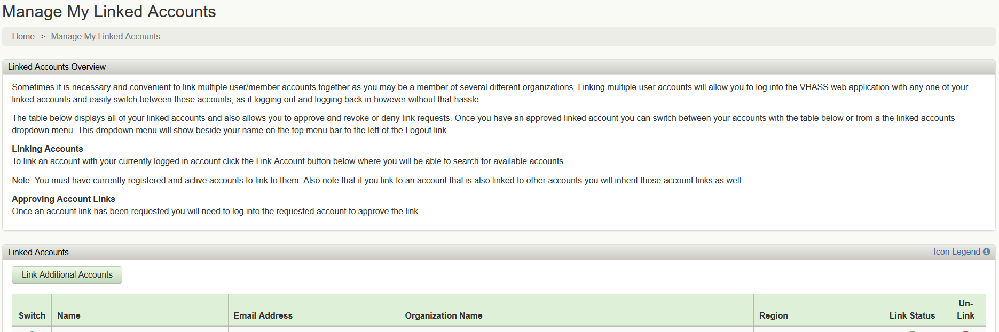 Manage My Linked Accounts
Home > Manage My Linked Accounts
Linked Accounts Overview
Sometimes it is necessary and convenient to link multiple user/member accounts together as you may be a member of several different organizations. Linking multiple user accounts will allow you to log into the VHASS web application with any one of your
linked accounts and easily switch between these accounts, as if logging out and logging back in however without that hassle.
The table below displays all of your linked accounts and also allows you to approve and revoke or deny link requests. Once you have an approved linked account you can switch between your accounts with the table below or from a the linked accounts
dropdown menu. This dropdown menu will show beside your name on the top menu bar to the left of the Logout link.
Linking Accounts
To link an account with your currently logged in account click the Link Account button below where you will be able to search for available accounts.
Note: You must have currently registered and active accounts to link to them. Also note that if you link to an account that is also linked to other accounts you will inherit those account links as well.
Approving Account Links
Once an account link has been requested you will need to log into the requested account to approve the link.
Linked Accounts Icon Legend
Link Additional Accounts
Switch Name Email Address Organization Name Region Link Status Un-
Link